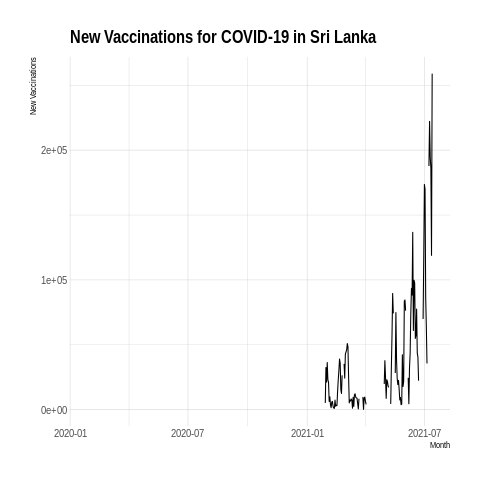 New Vaccinations for COVID-19 in Sri Lanka
New Vaccinations
2e+05
1e+05
0e+00
2020-01
2020-07
2021-01
2021-07
Month